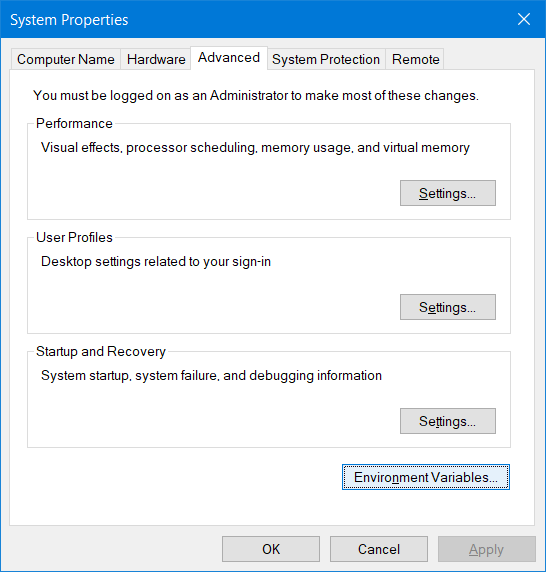 System Properties
Computer Name Hardware Advanced System Protection Remote
You must be logged on as an Administrator to make most of these changes.
Performance
Visual effects, processor scheduling, memory usage, and virtual memory
Settings...
User Profiles
Desktop settings related to your sign-in
Settings...
Startup and Recovery
System startup, system failure, and debugging information
Settings...
Environment Variables...
OK Cancel Apply